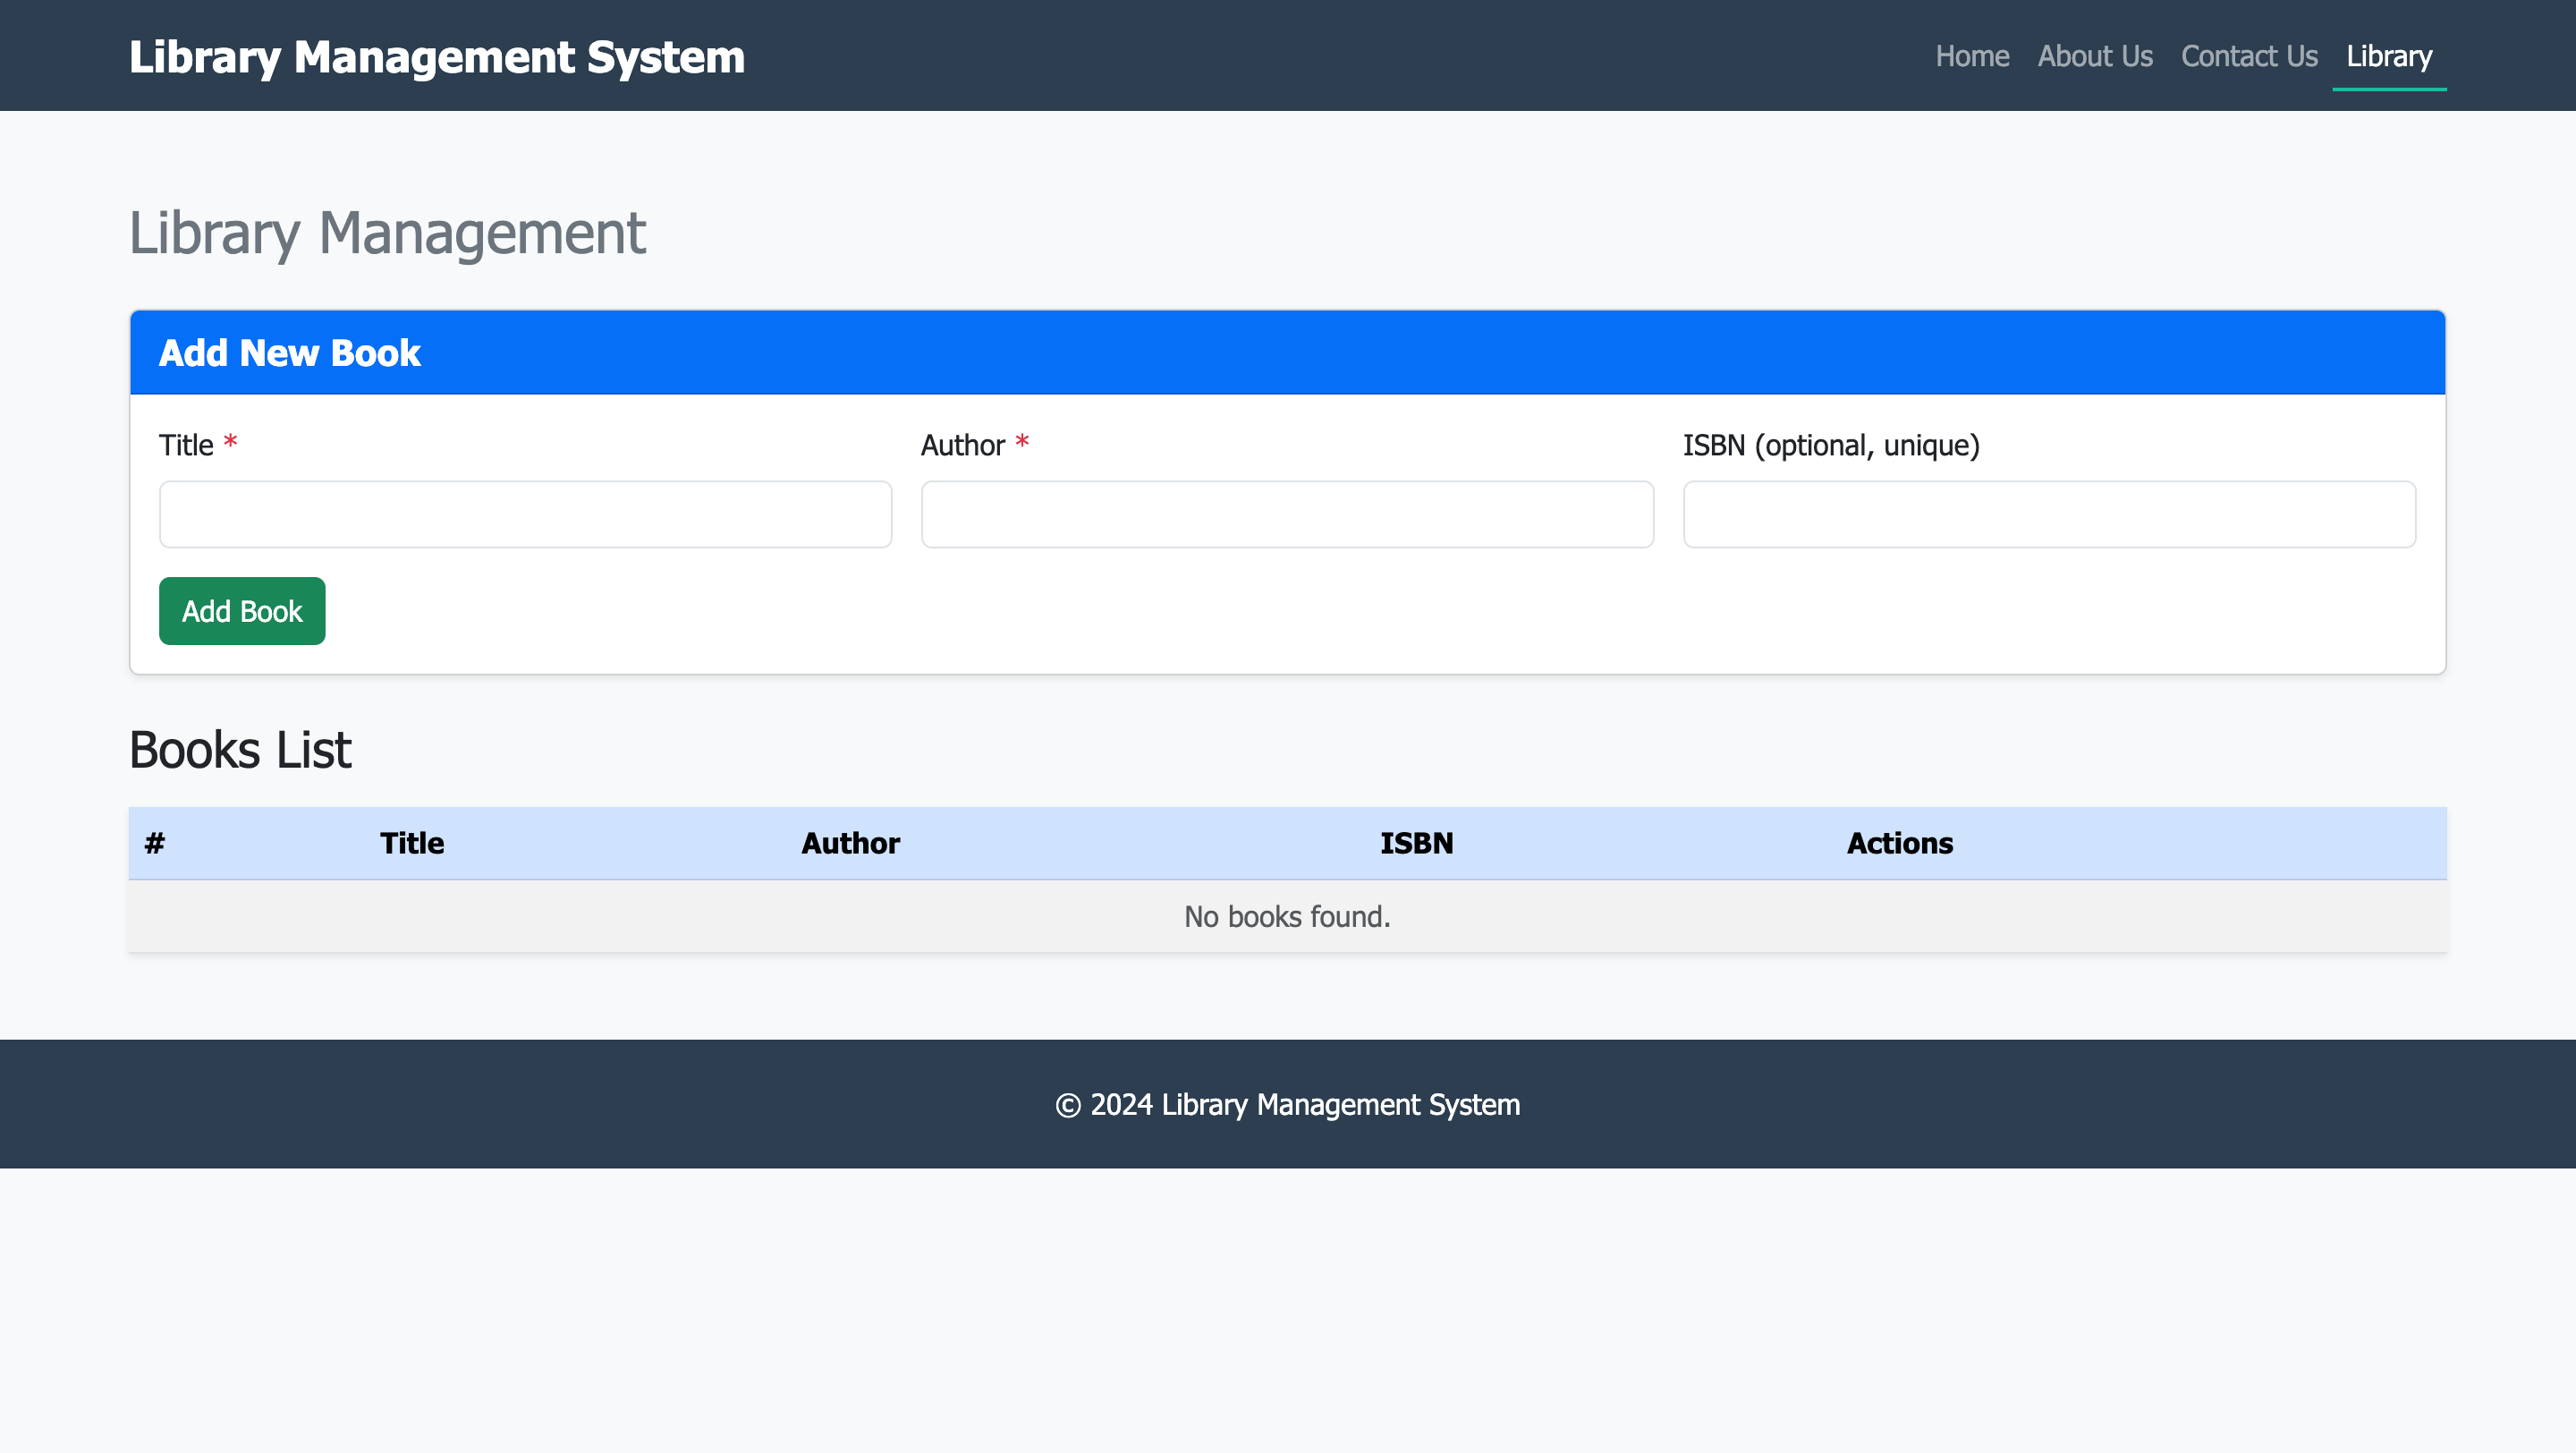 Library Management System
Home About Us Contact Us Library
Library Management
Add New Book
Title * Author * ISBN (optional, unique)
Add Book
Books List
# Title Author ISBN Actions
No books found.
© 2024 Library Management System